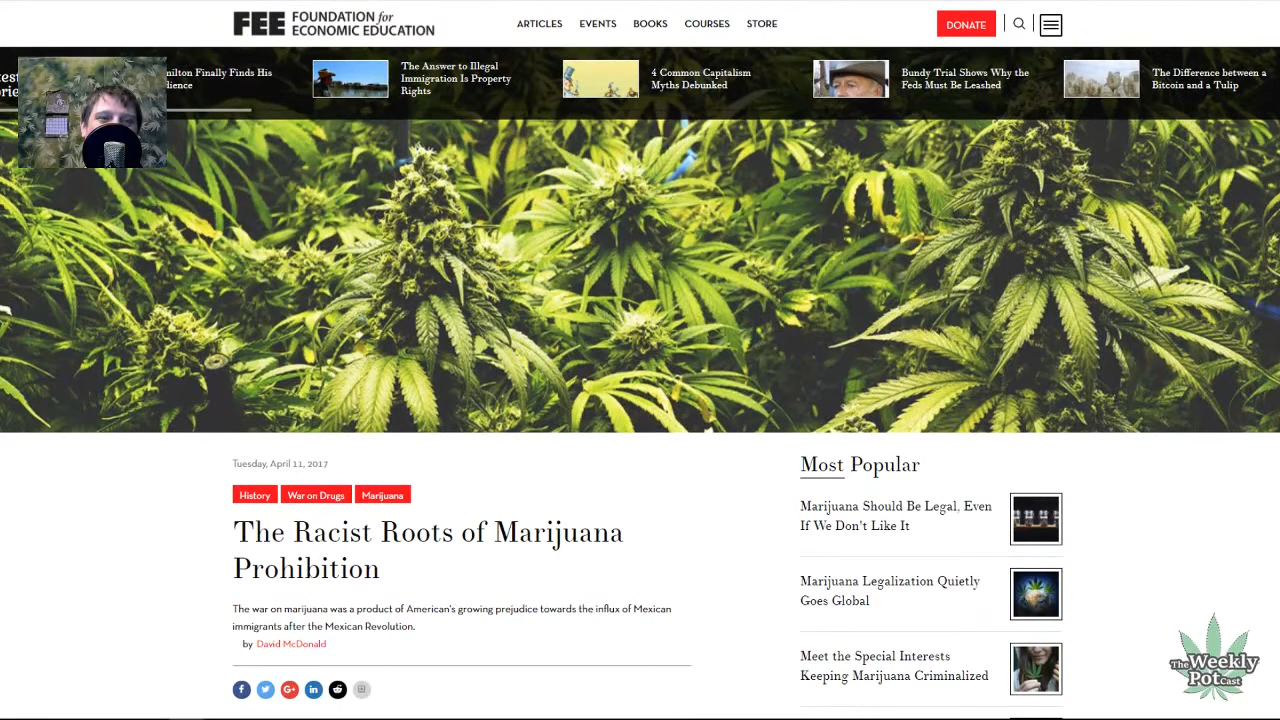 FEE FOUNDATION for
ECONOMIC EDUCATION
ARTICLES EVENTS BOOKS COURSES STORE
DONATE
milton Finally Finds His
dience
The Answer to Illegal
Immigration Is Property
Rights
4 Common Capitalism
Myths Debunked
Bundy Trial Shows Why the
Feds Must Be Leashed
The Difference between a
Bitcoin and a Tulip
Tuesday, April 11, 2017
History War on Drugs Marijuana
The Racist Roots of Marijuana
Prohibition
The war on marijuana was a product of American's growing prejudice towards the influx of Mexican
immigrants after the Mexican Revolution.
by David McDonald
Most Popular
Marijuana Should Be Legal, Even
If We Don't Like It
Marijuana Legalization Quietly
Goes Global
Meet the Special Interests
Keeping Marijuana Criminalized
The Weekly
PotCast